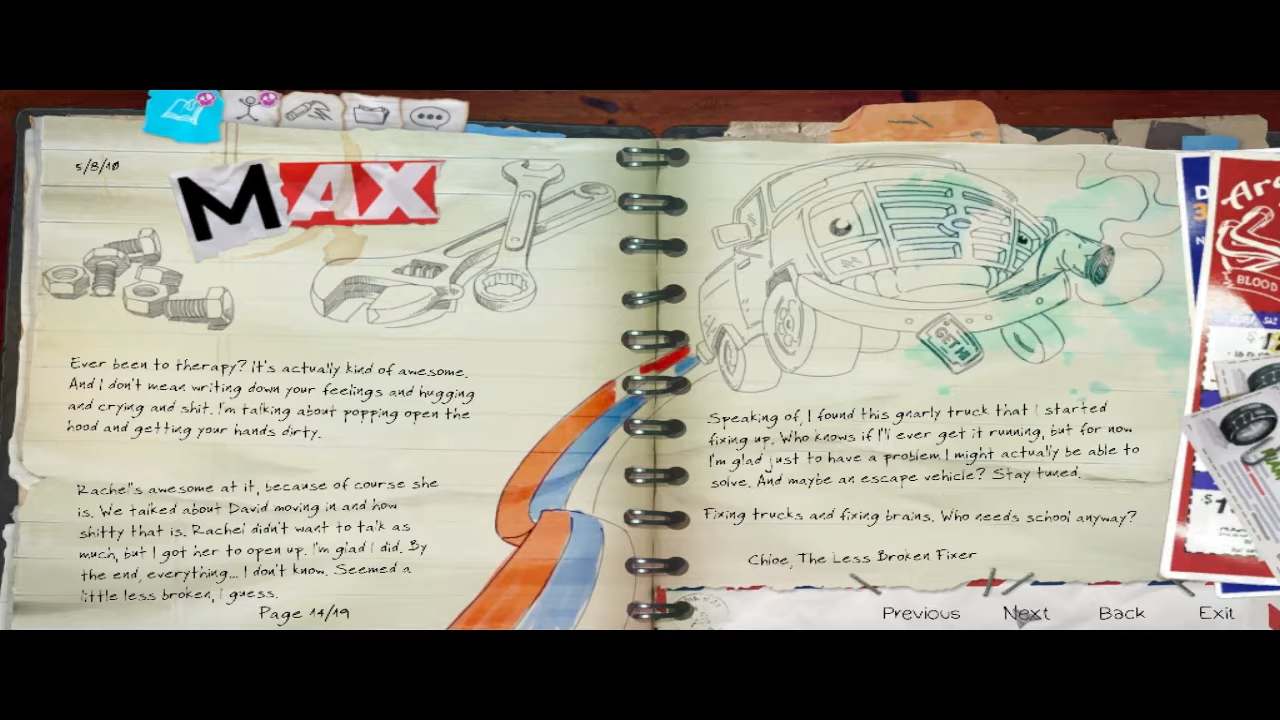 5/8/10
MAX
Ever been to therapy? It's actually kind of awesome.
And I don't mean writing down your feelings and hugging
and crying and shit. I'm talking about popping open the
hood and getting your hands dirty.
Rachel's awesome at it, because of course she
is. We talked about David moving in and how
shitty that is. Rachel didn't want to talk as
much, but I got her to open up. I'm glad I did. By
the end, everything... I don't know. Seemed a
little less broken, I guess.
Page 14/19
Speaking of, I found this gnarly truck that I started
fixing up. Who knows if I'll ever get it running, but for now
I'm glad just to have a problem I might actually be able to
solve. And maybe an escape vehicle? Stay tuned.
Fixing trucks and fixing brains. Who needs school anyway?
Chloe, The Less Broken Fixer
Previous
Next
Back
Exit
BLOOD